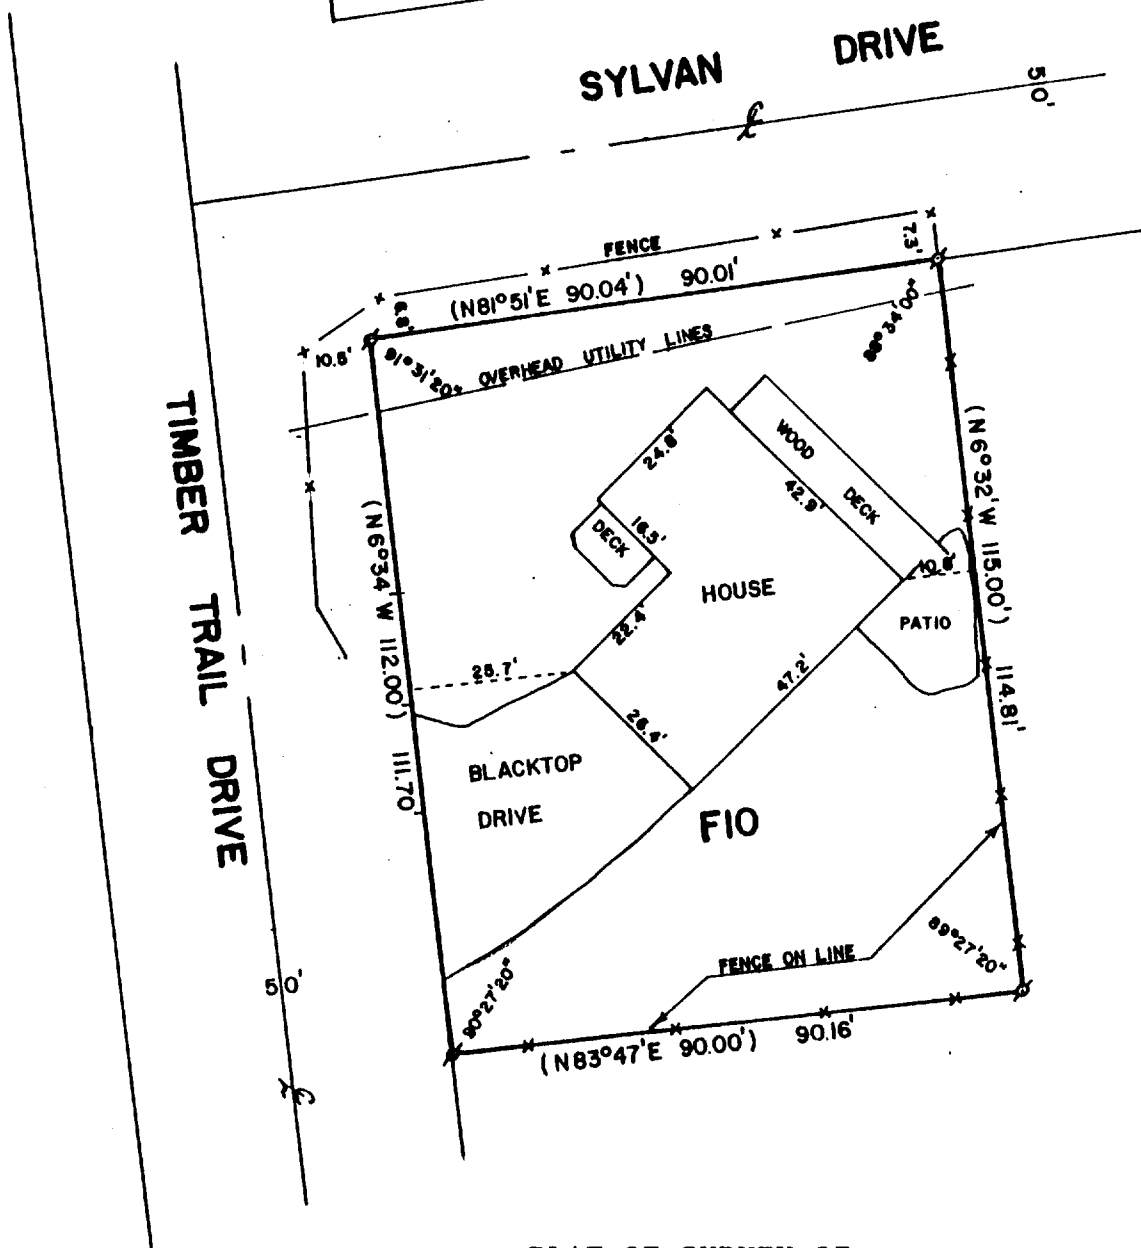 SYLVAN DRIVE
50'
℄
FENCE
7.3'
(N81°51'E 90.04') 90.01'
6.8'
10.5'
91°31'20"
88°34'00"
OVERHEAD UTILITY LINES
TIMBER TRAIL DRIVE
WOOD DECK
24.8'
42.9'
(N6°32'W 115.00') 114.81'
16.5'
DECK
10.8'
HOUSE
PATIO
(N6°34'W 112.00') 111.70'
22.4'
25.7'
47.2'
26.4'
BLACKTOP
DRIVE
F10
FENCE ON LINE
89°27'20"
90°27'20"
50'
℄
(N83°47'E 90.00') 90.16'